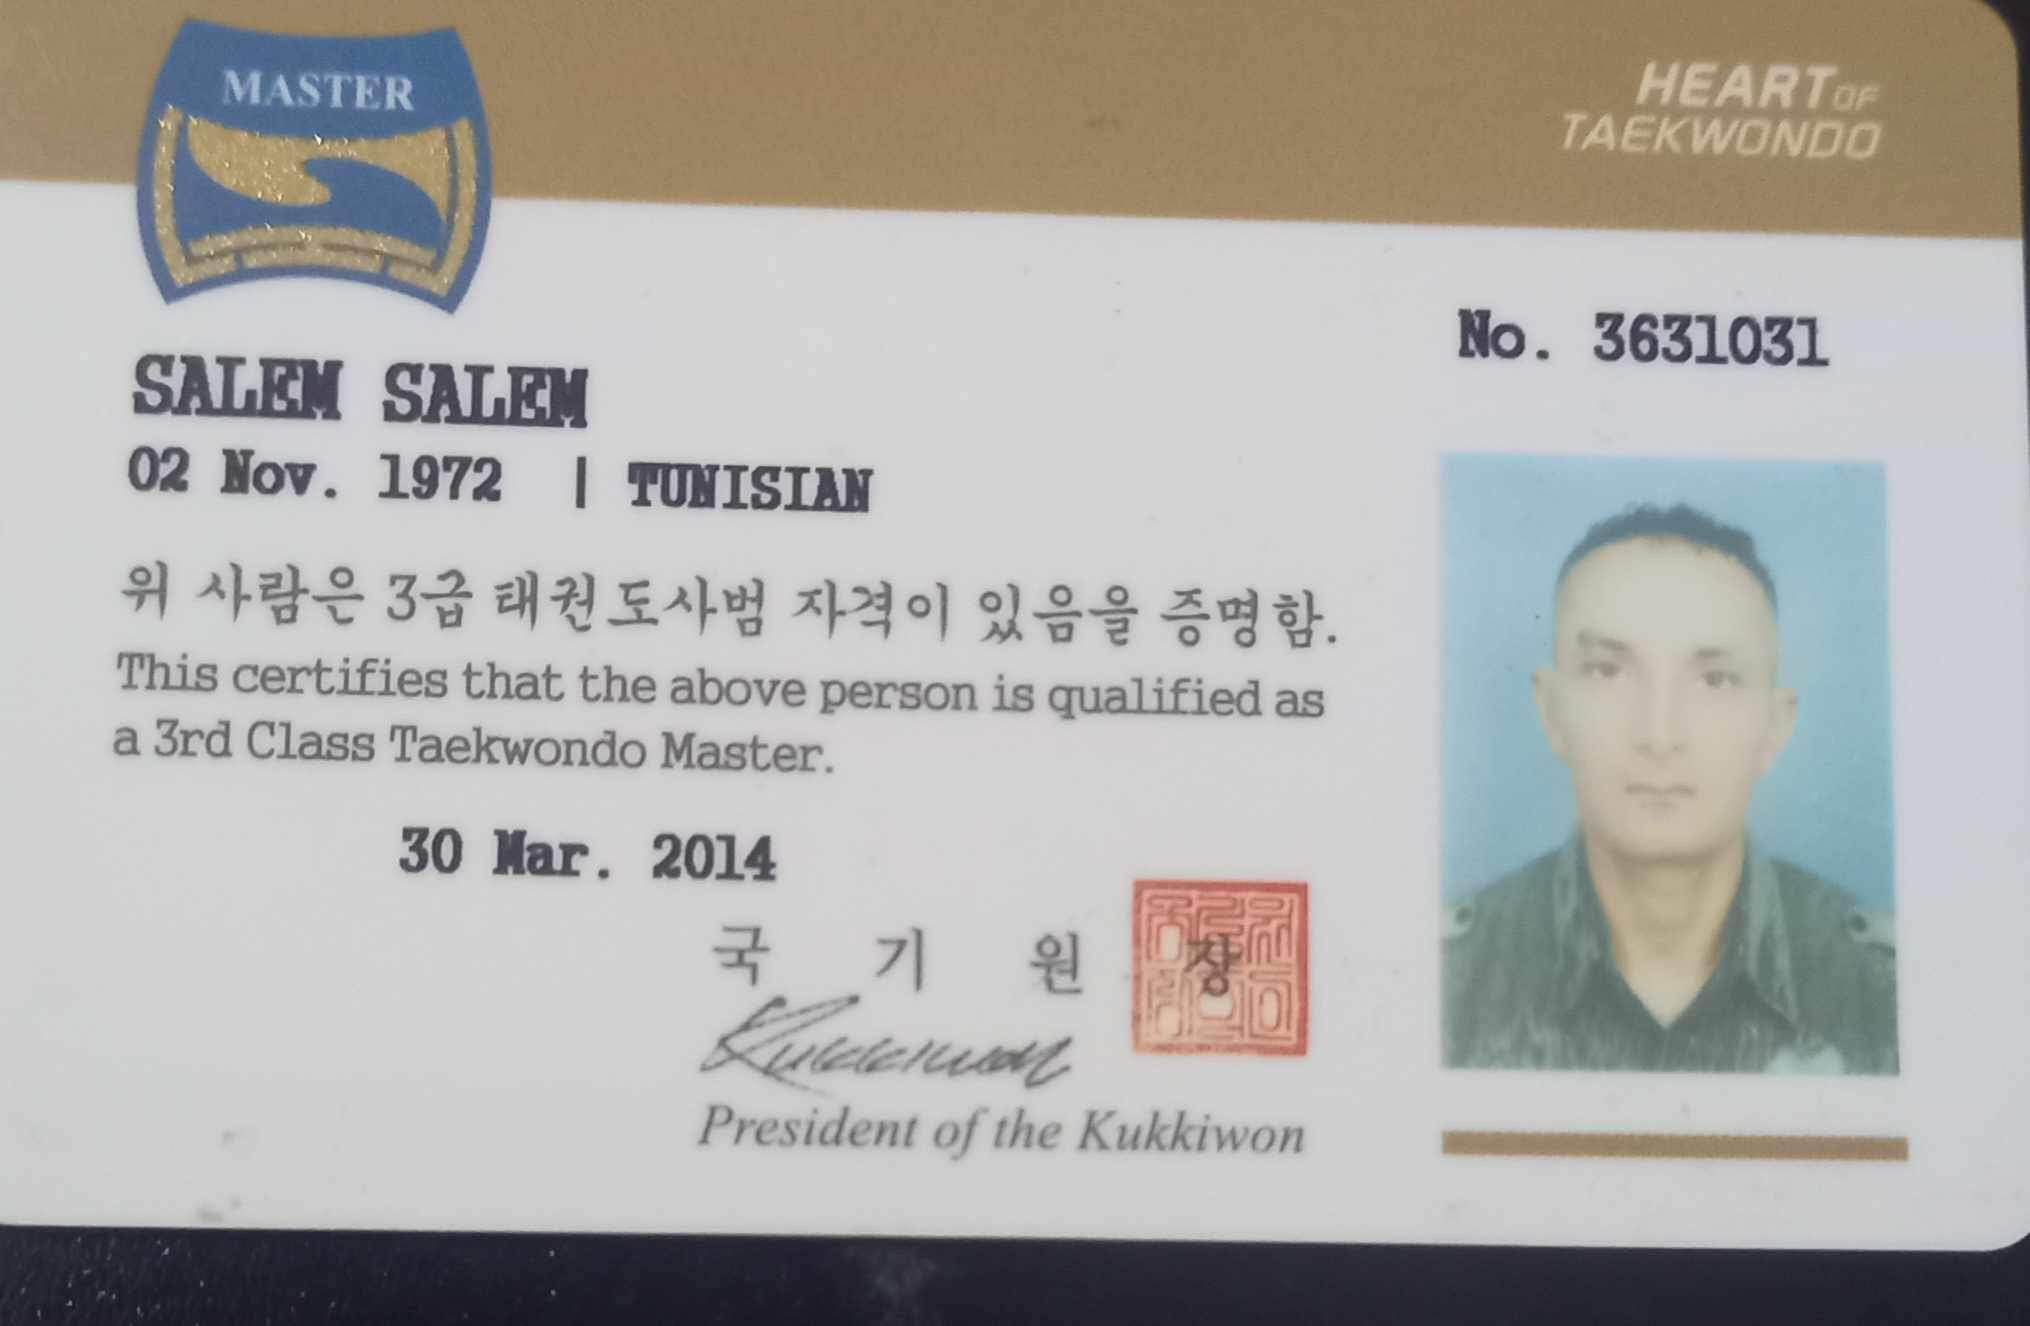 MASTER
HEART OF
TAEKWONDO
No. 3631031
SALEM SALEM
02 Nov. 1972 | TUNISIAN
위 사람은 3급 태권도사범 자격이 있음을 증명함.
This certifies that the above person is qualified as
a 3rd Class Taekwondo Master.
30 Mar. 2014
국 기 원 장
Kukkiwon
President of the Kukkiwon